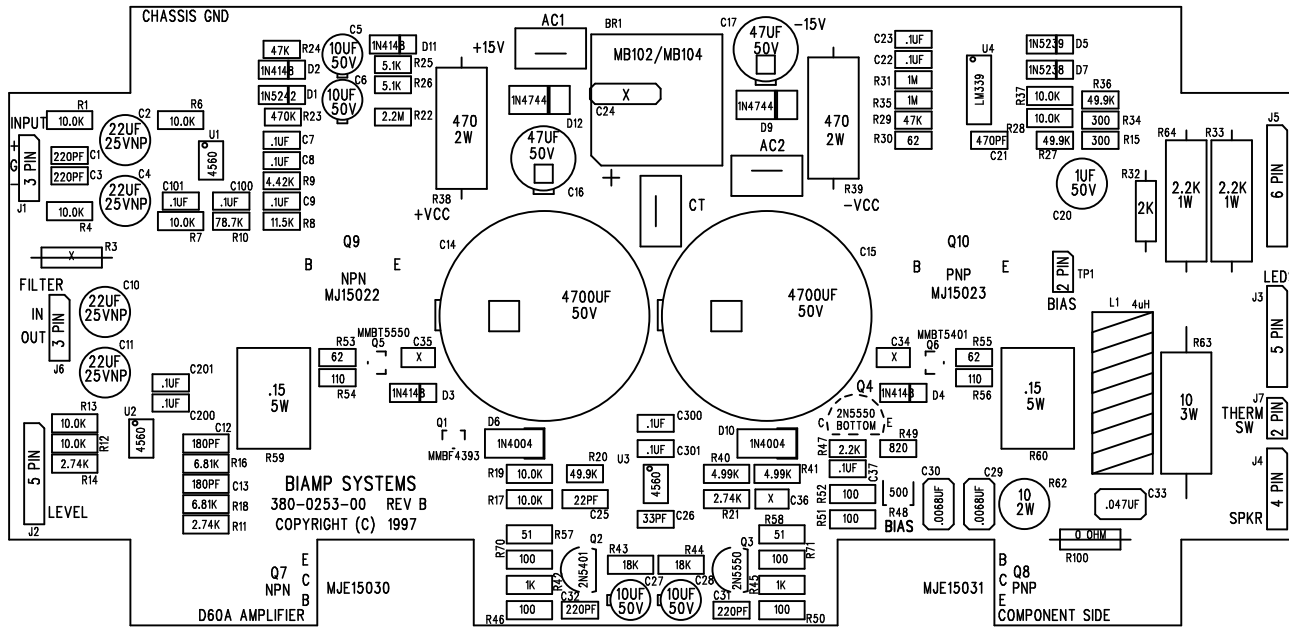 CHASSIS GND
AC1
BR1
C17
-15V
47UF
50V
MB102/MB104
C5
10UF
50V
C6
10UF
50V
R24
47K
1N4148
D2
1N5242
D1
470K
R23
1N4148
D11
5.1K
R25
5.1K
R26
2.2M
R22
+15V
470
2W
R38
+VCC
1N4744
D12
47UF
50V
C16
X
C24
+
1N4744
D9
AC2
CT
470
2W
R39
-VCC
C23
.1UF
C22
.1UF
R31
1M
R35
1M
R29
47K
R30
62
U4
LM339
470PF
C21
R28
1N5239
D5
1N5238
D7
R37
10.0K
10.0K
49.9K
R27
R36
49.9K
300
R34
300
R15
1UF
50V
C20
R32
2K
R64
2.2K
1W
R33
2.2K
1W
J5
6 PIN
INPUT
+
G
-
3 PIN
J1
R1
10.0K
220PF
C1
220PF
C3
10.0K
R4
C2
22UF
25VNP
C4
22UF
25VNP
R6
10.0K
U1
4560
C101
.1UF
C100
.1UF
10.0K
R7
78.7K
R10
.1UF
C7
.1UF
C8
4.42K
R9
.1UF
C9
11.5K
R8
X
R3
FILTER
IN
OUT
3 PIN
J6
C10
22UF
25VNP
C11
22UF
25VNP
Q9
B
E
NPN
MJ15022
C14
4700UF
50V
C15
4700UF
50V
Q10
B
E
PNP
MJ15023
2 PIN
TP1
BIAS
L1
4uH
LEDS
J3
5 PIN
R63
10
3W
J7
THERM
SW
2 PIN
J4
4 PIN
SPKR
R53
62
110
R54
MMBT5550
Q5
C35
X
1N4148
D3
.15
5W
R59
C201
.1UF
.1UF
C200
U2
4560
R13
10.0K
10.0K
R12
2.74K
R14
5 PIN
J2
LEVEL
C12
180PF
6.81K
R16
180PF
C13
6.81K
R18
2.74K
R11
BIAMP SYSTEMS
380-0253-00 REV B
COPYRIGHT (C) 1997
Q1
MMBF4393
D6
1N4004
R19
10.0K
R17
10.0K
R20
49.9K
22PF
C25
U3
4560
C300
.1UF
C301
.1UF
33PF
C26
D10
1N4004
R40
4.99K
4.99K
R41
2.74K
R21
X
C36
C34
X
MMBT5401
Q6
R55
62
110
R56
1N4148
D4
Q4
C
2N5550
BOTTOM
E
R47
2.2K
.1UF
C37
R49
820
R52
100
R51
100
500
R48
BIAS
C30
.0068UF
C29
.0068UF
.15
5W
R60
10
2W
R62
.047UF
C33
0 OHM
R100
51
R57
R70
100
1K
R42
R46
100
Q2
2N5401
C32
220PF
R43
18K
R44
18K
10UF
50V
C27
10UF
50V
C28
Q3
2N5550
C31
220PF
R58
51
100
R71
1K
R45
100
R50
Q7
NPN
E
C
B
MJE15030
D60A AMPLIFIER
MJE15031
B
C
E
Q8
PNP
COMPONENT SIDE